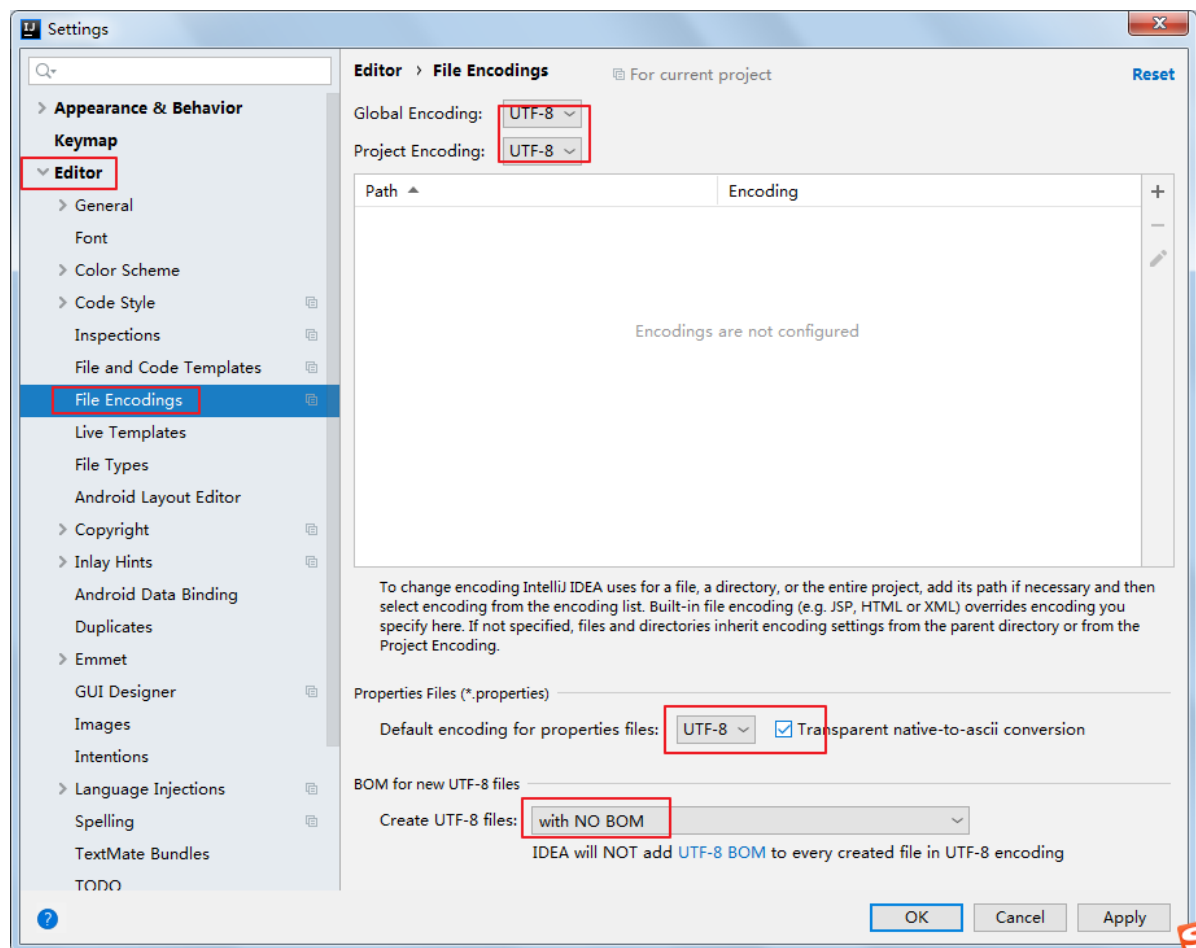 Settings
Editor › File Encodings
For current project
Reset
Appearance & Behavior
Keymap
Editor
General
Font
Color Scheme
Code Style
Inspections
File and Code Templates
File Encodings
Live Templates
File Types
Android Layout Editor
Copyright
Inlay Hints
Android Data Binding
Duplicates
Emmet
GUI Designer
Images
Intentions
Language Injections
Spelling
TextMate Bundles
TODO
Global Encoding: UTF-8
Project Encoding: UTF-8
Path Encoding
Encodings are not configured
To change encoding IntelliJ IDEA uses for a file, a directory, or the entire project, add its path if necessary and then
select encoding from the encoding list. Built-in file encoding (e.g. JSP, HTML or XML) overrides encoding you
specify here. If not specified, files and directories inherit encoding settings from the parent directory or from the
Project Encoding.
Properties Files (*.properties)
Default encoding for properties files: UTF-8 Transparent native-to-ascii conversion
BOM for new UTF-8 files
Create UTF-8 files: with NO BOM
IDEA will NOT add UTF-8 BOM to every created file in UTF-8 encoding
?
OK Cancel Apply